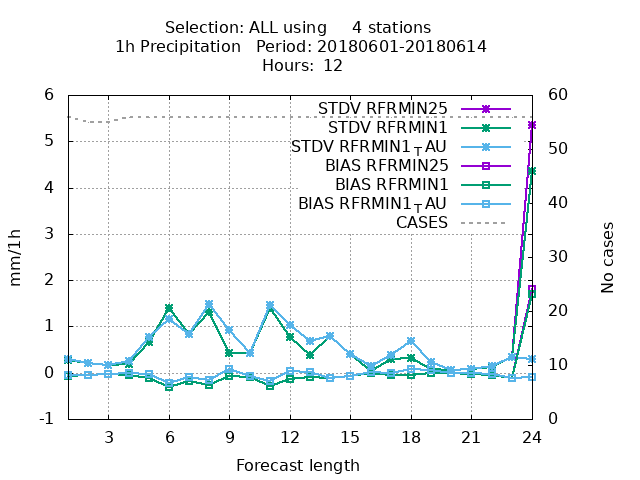 Selection: ALL using     4 stations
1h Precipitation   Period: 20180601-20180614
Hours:  12
STDV RFRMIN25
STDV RFRMIN1
STDV RFRMIN1TAU
BIAS RFRMIN25
BIAS RFRMIN1
BIAS RFRMIN1TAU
CASES
6
5
4
3
2
1
0
-1
mm/1h
60
50
40
30
20
10
0
No cases
3 6 9 12 15 18 21 24
Forecast length